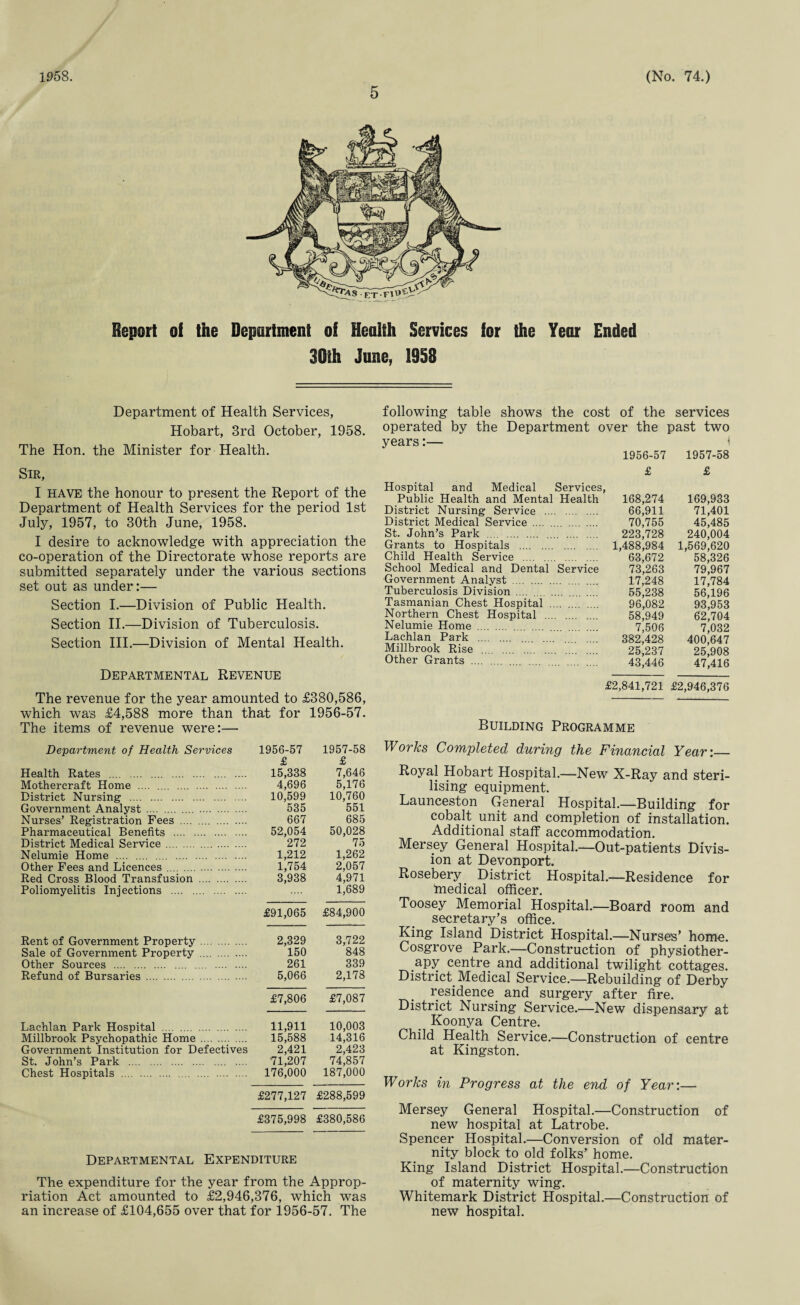 1958.
(No. 74.)
5
LIBERTAS·ET·FIDELITAS
Report of the Department of Health Services for the Year Ended
30th June, 1958
Department of Health Services,
Hobart, 3rd October, 1958.
The Hon. the Minister for Health.
SIR,
I HAVE the honour to present the Report of the
Department of Health Services for the period 1st
July, 1957, to 30th June, 1958.
I desire to acknowledge with appreciation the
co-operation of the Directorate whose reports are
submitted separately under the various sections
set out as under:—
Section I.—Division of Public Health.
Section II.—Division of Tuberculosis.
Section III.—Division of Mental Health.
DEPARTMENTAL REVENUE
The revenue for the year amounted to £380,586,
which was £4,588 more than that for 1956-57.
The items of revenue were:—
Department of Health Services 1956-57 1957-58
£ £
Health Rates .... .... .... .... .... .... .... 15,338 7,646
Mothercraft Home .... .... .... .... .... .... 4,696 5,176
District Nursing .... .... .... .... .... .... 10,599 10,760
Government Analyst .... .... .... .... .... 535 551
Nurses' Registration Fees .... .... .... .... 667 685
Pharmaceutical Benefits .... .... .... .... 52,054 50,028
District Medical Service .... .... .... .... 272 75
Nelumie Home .... .... .... .... .... .... .... 1,212 1,262
Other Fees and Licences .... .... .... .... 1,754 2,057
Red Cross Blood Transfusion .... .... .... 3,938 4,971
Poliomyelitis Injections .... .... .... .... .... 1,689
£91,065 £84,900
Rent of Government Property .... .... .... 2,329 3,722
Sale of Government Property .... .... .... 150 848
Other Sources .... .... .... .... .... .... .... 261 339
Refund of Bursaries .... .... .... .... .... 5,066 2,178
£7,806 £7,087
Lachlan Park Hospital .... .... .... .... .... 11,911 10,003
Millbrook Psychopathic Home .... .... .... 15,588 14,316
Government Institution for Defectives 2,421 2,423
St. John's Park .... .... .... .... .... .... 71,207 74,857
Chest Hospitals .... .... .... .... .... .... .... 176,000 187,000
£277,127 £288,599
£375,998 £380,586
DEPARTMENTAL EXPENDITURE
The expenditure for the year from the Approp-
riation Act amounted to £2,946,376, which was
an increase of £104,655 over that for 1956-57. The
following table shows the cost of the services
operated by the Department over the past two
years:—
1956-57 1957-58
£ £
Hospital and Medical Services,
Public Health and Mental Health 168,274 169,933
District Nursing Service .... .... .... 66,911 71,401
District Medical Service .... .... .... .... 70,755 45,485
St. John's Park .... .... .... .... .... .... 223,728 240,004
Grants to Hospitals .... .... .... .... .... 1,488,984 1,569,620
Child Health Service .... .... .... .... 63,672 58,326
School Medical and Dental Service 73,263 79,967
Government Analyst .... .... .... .... .... 17,248 17,784
Tuberculosis Division .... .... .... .... .... 55,238 56,196
Tasmanian Chest Hospital .... .... .... 96,082 93,953
Northern Chest Hospital .... .... .... 58,949 62,704
Nelumie Home .... .... .... .... .... .... .... 7,506 7,032
Lachlan Park .... .... .... .... .... .... .... 382,428 400,647
Millbrook Rise .... .... .... .... .... .... 25,237 25,908
Other Grants .... .... .... .... .... .... .... 43,446 47,416
£2,841,721 £2,946,376
BUILDING PROGRAMME
Works Completed during the Financial Year:—
Royal Hobart Hospital.—New X-Ray and steri-
lising equipment.
Launceston General Hospital.—Building for
cobalt unit and completion of installation.
Additional staff accommodation.
Mersey General Hospital.—Out-patients Divis-
ion at Devonport.
Rosebery District Hospital.—Residence for
medical officer.
Toosey Memorial Hospital.—Board room and
secretary's office.
King Island District Hospital.—Nurses' home.
Cosgrove Park.—Construction of physiother-
apy centre and additional twilight cottages.
District Medical Service.—Rebuilding of Derby
residence and surgery after fire.
District Nursing Service.—New dispensary at
Koonya Centre.
Child Health Service.—Construction of centre
at Kingston.
Works in Progress at the end of Year:—
Mersey General Hospital.—Construction of
new hospital at Latrobe.
Spencer Hospital.—Conversion of old mater-
nity block to old folks' home.
King Island District Hospital.—Construction
of maternity wing.
Whitemark District Hospital.—Construction of
new hospital.